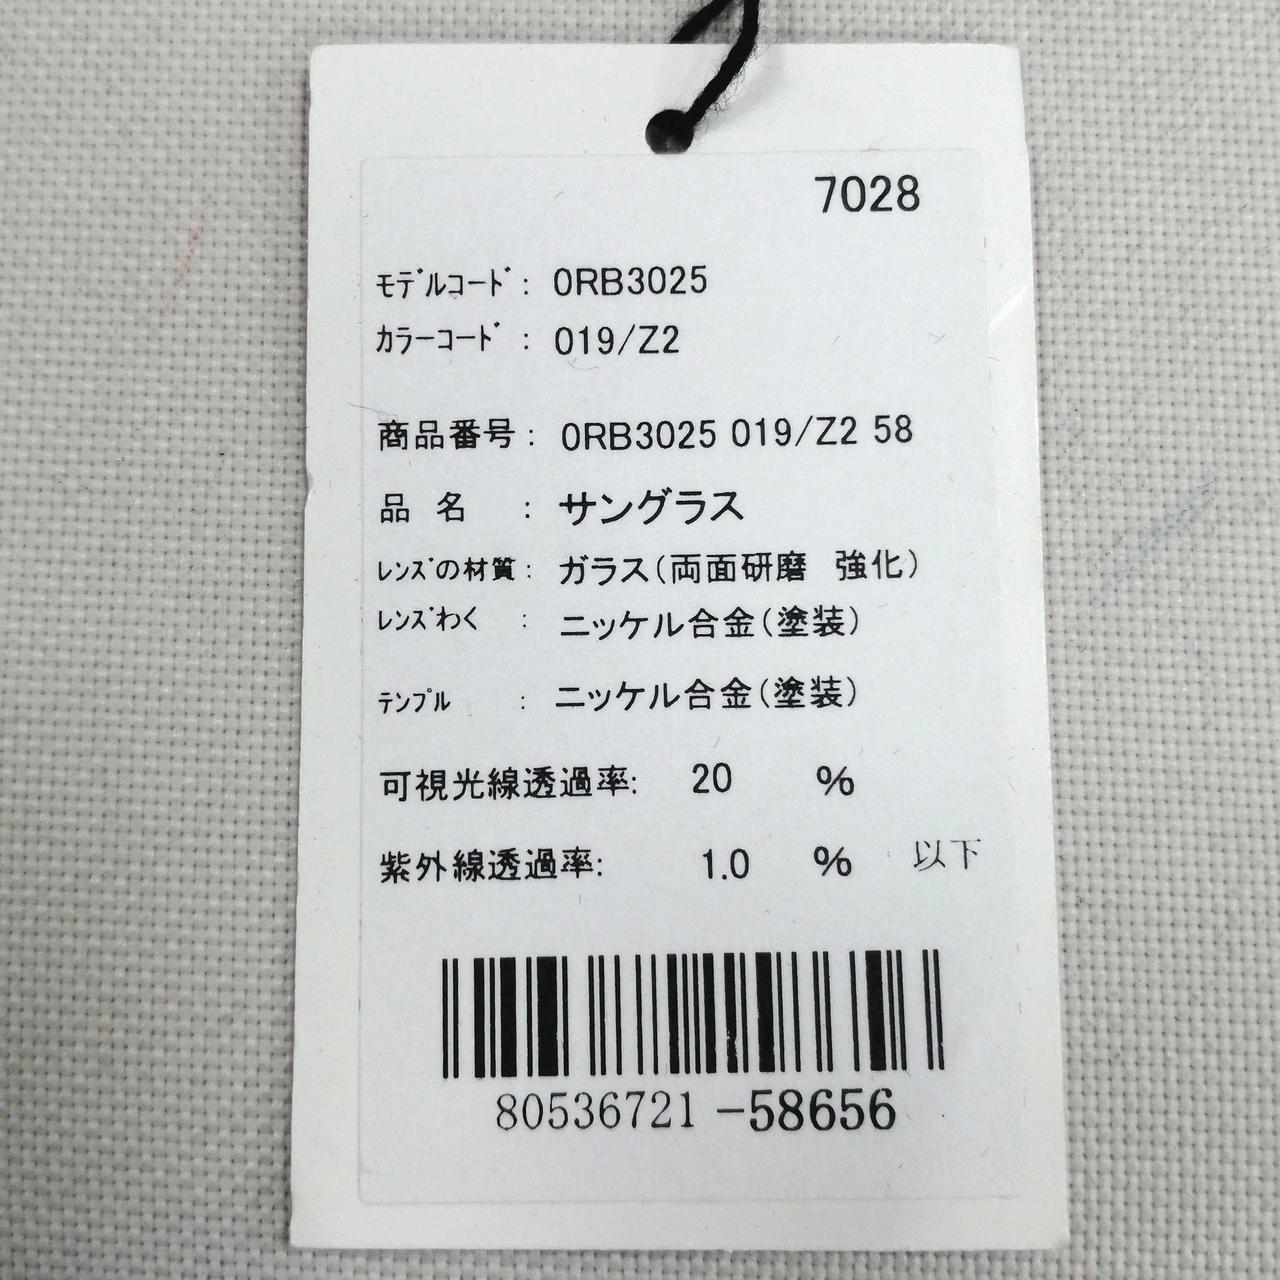 7028
ﾓﾃﾞﾙｺｰﾄﾞ: 0RB3025
ｶﾗｰｺｰﾄﾞ : 019/Z2
商品番号: 0RB3025 019/Z2 58
品 名 : サングラス
ﾚﾝｽﾞの材質: ガラス(両面研磨 強化)
ﾚﾝｽﾞわく : ニッケル合金(塗装)
ﾃﾝﾌﾟﾙ : ニッケル合金(塗装)
可視光線透過率: 20 %
紫外線透過率: 1.0 % 以下
80536721-58656